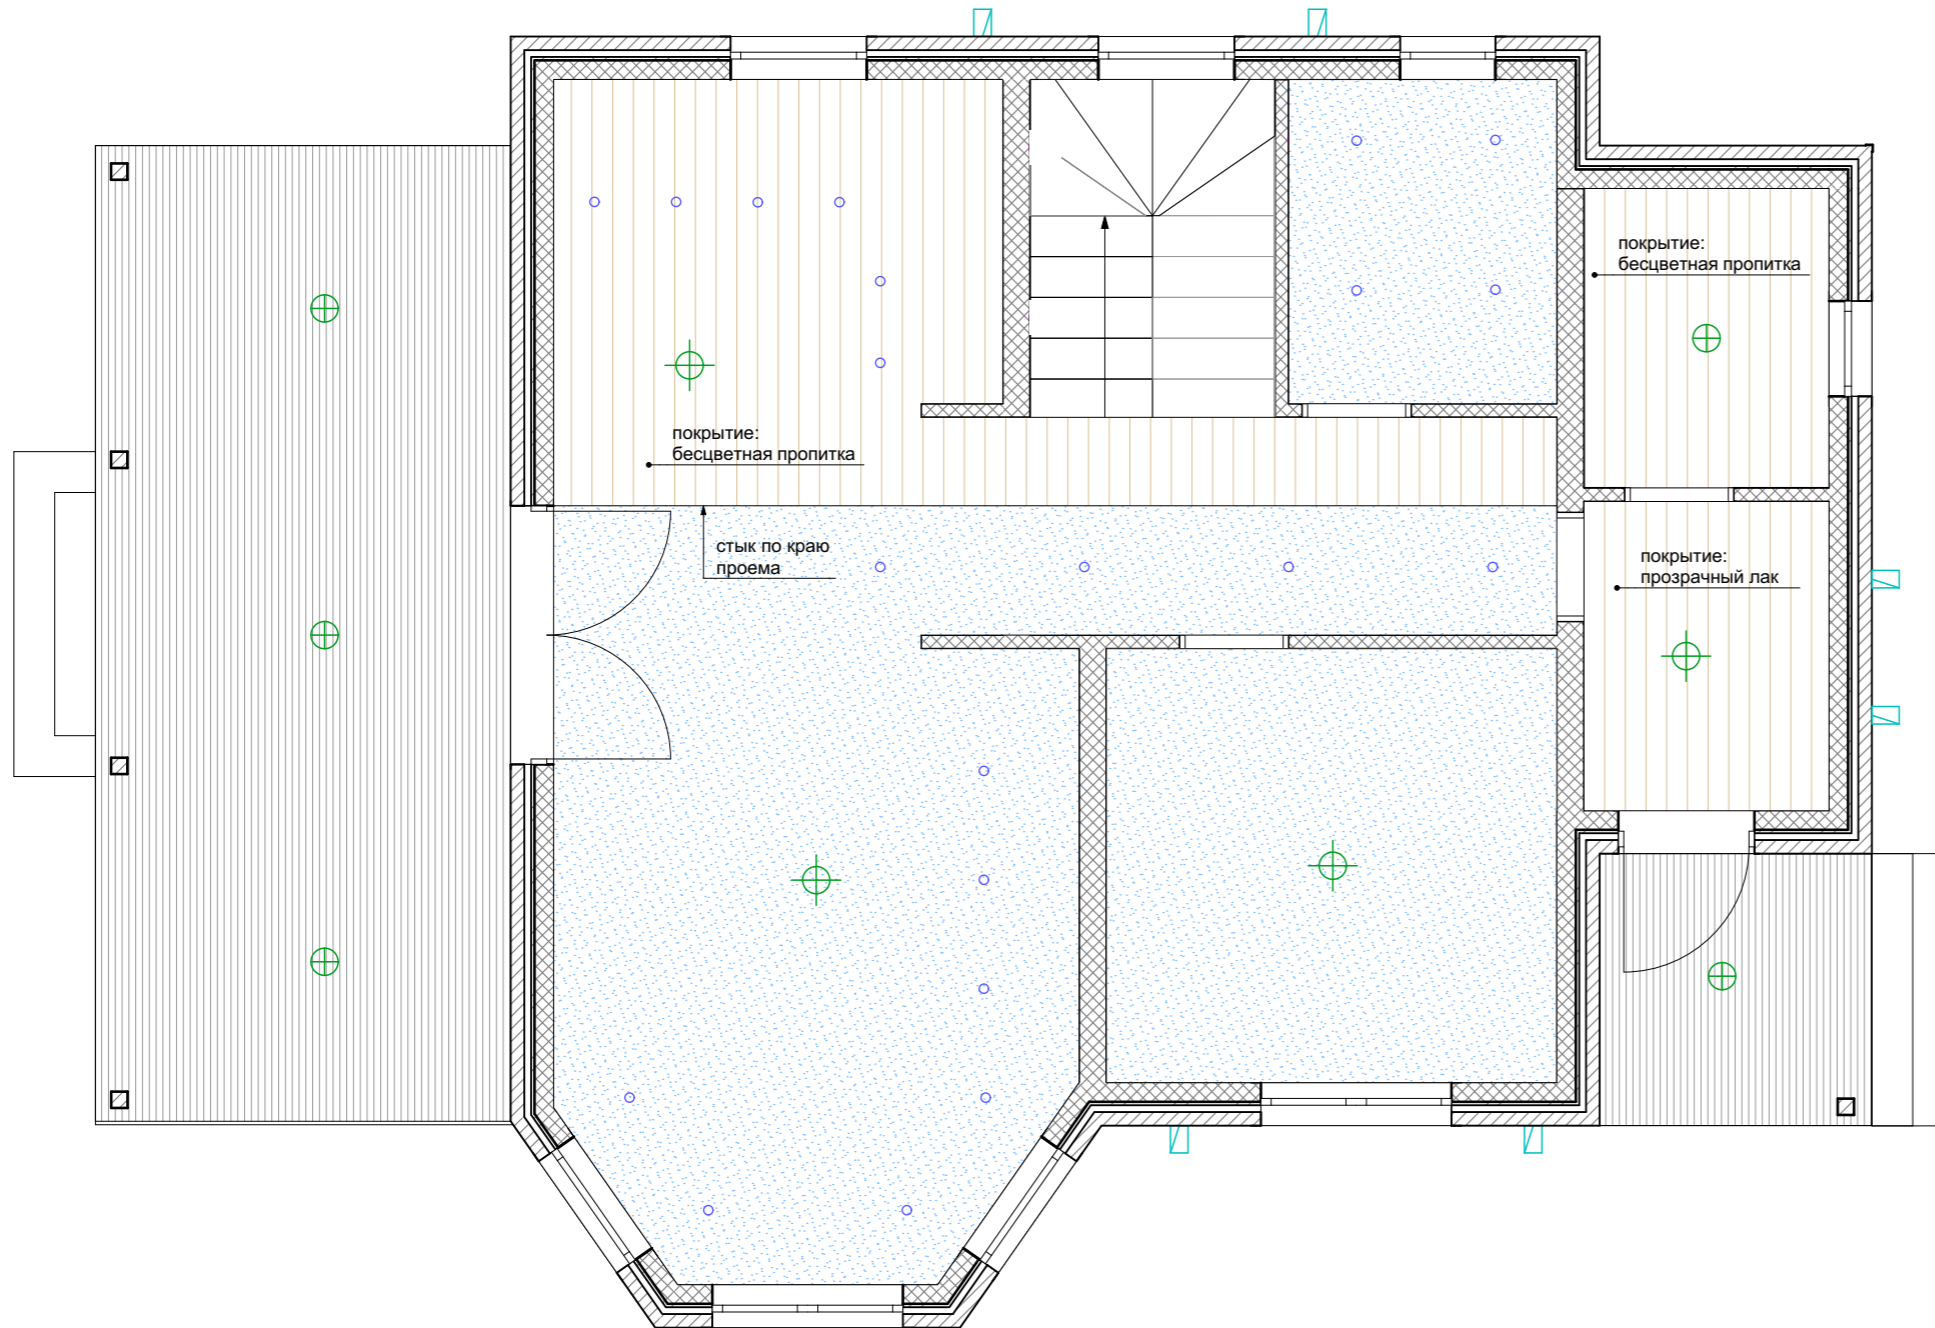 покрытие:
бесцветная пропитка
покрытие:
бесцветная пропитка
стык по краю
проема
покрытие:
прозрачный лак